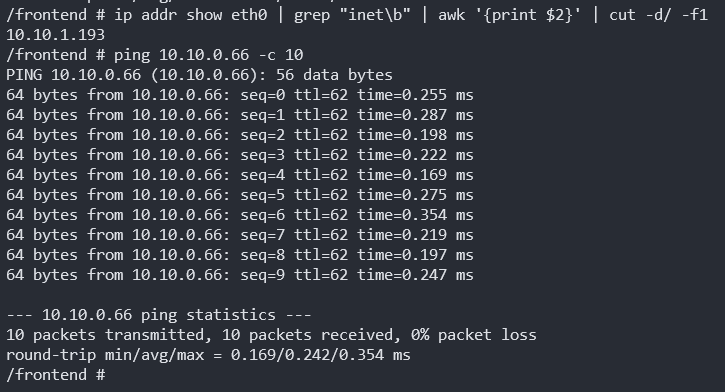 /frontend # ip addr show eth0 | grep "inet\b" | awk '{print $2}' | cut -d/ -f1
10.10.1.193
/frontend # ping 10.10.0.66 -c 10
PING 10.10.0.66 (10.10.0.66): 56 data bytes
64 bytes from 10.10.0.66: seq=0 ttl=62 time=0.255 ms
64 bytes from 10.10.0.66: seq=1 ttl=62 time=0.287 ms
64 bytes from 10.10.0.66: seq=2 ttl=62 time=0.198 ms
64 bytes from 10.10.0.66: seq=3 ttl=62 time=0.222 ms
64 bytes from 10.10.0.66: seq=4 ttl=62 time=0.169 ms
64 bytes from 10.10.0.66: seq=5 ttl=62 time=0.275 ms
64 bytes from 10.10.0.66: seq=6 ttl=62 time=0.354 ms
64 bytes from 10.10.0.66: seq=7 ttl=62 time=0.219 ms
64 bytes from 10.10.0.66: seq=8 ttl=62 time=0.197 ms
64 bytes from 10.10.0.66: seq=9 ttl=62 time=0.247 ms

--- 10.10.0.66 ping statistics ---
10 packets transmitted, 10 packets received, 0% packet loss
round-trip min/avg/max = 0.169/0.242/0.354 ms
/frontend #